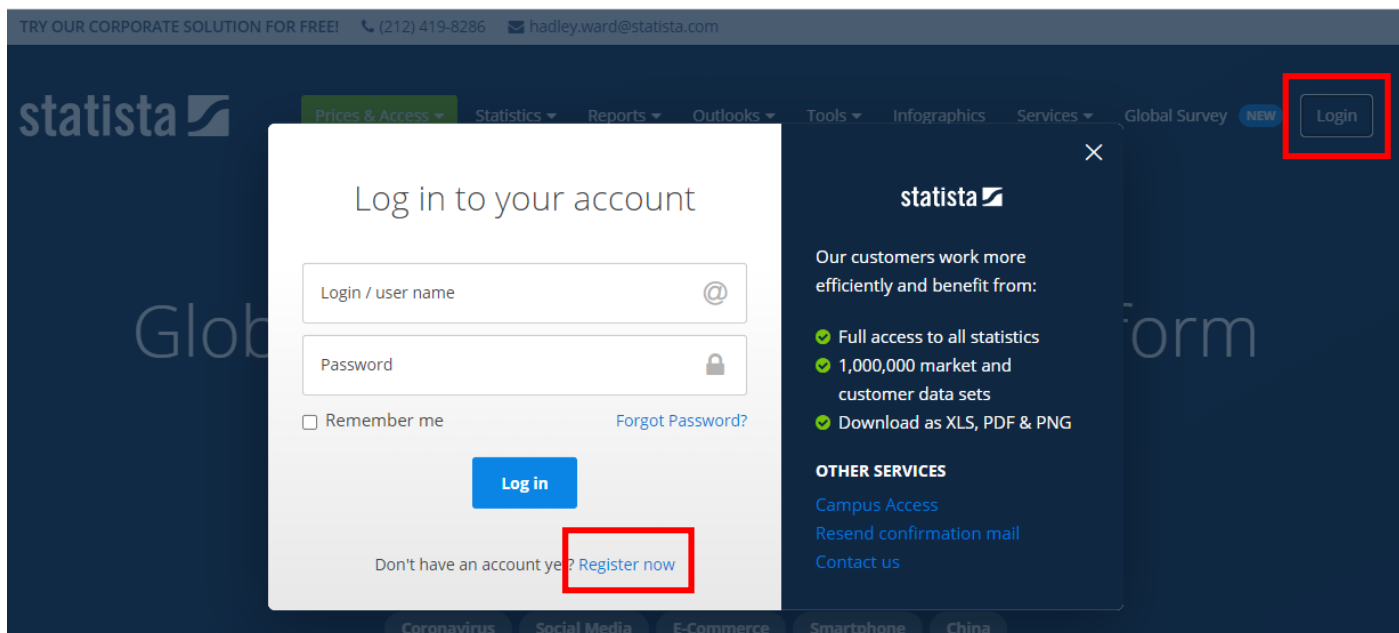 TRY OUR CORPORATE SOLUTION FOR FREE! (212) 419-8286 hadley.ward@statista.com
statista
Prices & Access Statistics Reports Outlooks Tools Infographics Services Global Survey NEW Login
Log in to your account
Login / user name
@
Password
Remember me Forgot Password?
Log in
Don't have an account yet? Register now
statista
Our customers work more
efficiently and benefit from:
Full access to all statistics
1,000,000 market and
customer data sets
Download as XLS, PDF & PNG
OTHER SERVICES
Campus Access
Resend confirmation mail
Contact us
Glob form
Coronavirus Social Media E-Commerce Smartphone China